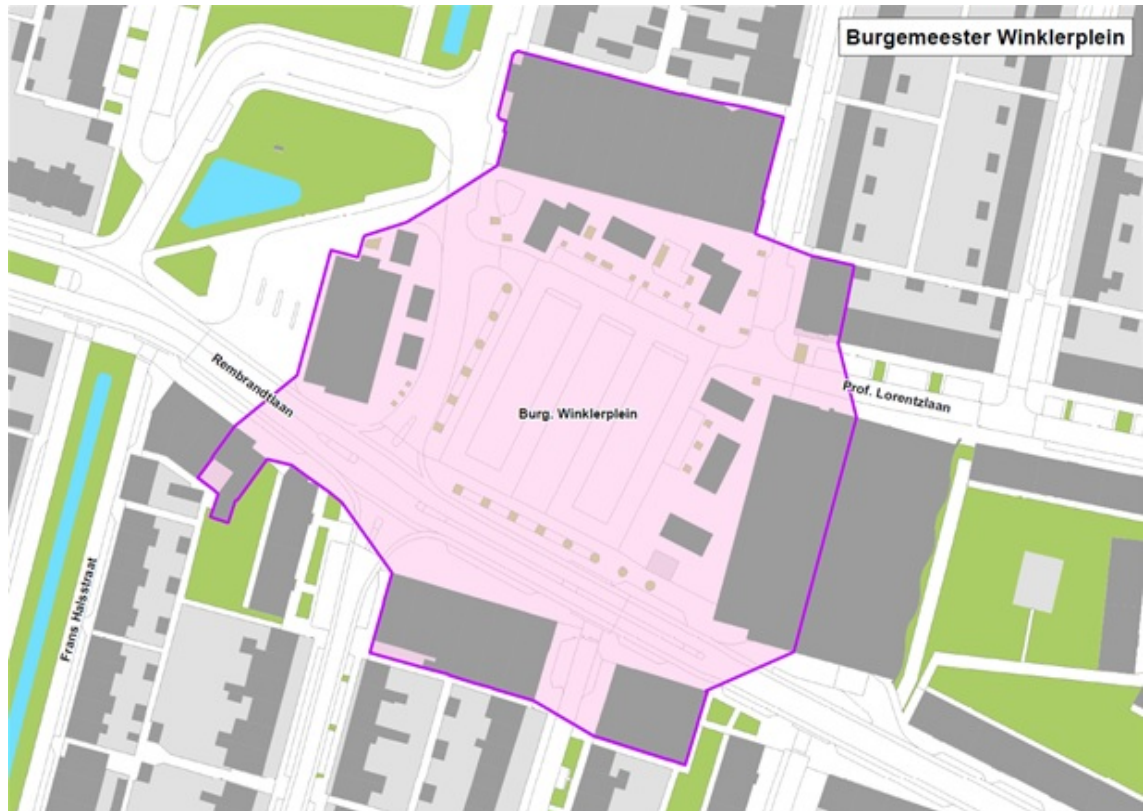 Burgemeester Winklerplein
Rembrandtlaan
Prof. Lorentzlaan
Burg. Winklerplein
Frans Halsstraat